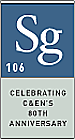 Sg
106
CELEBRATING
C&EN'S
80TH
ANNIVERSARY